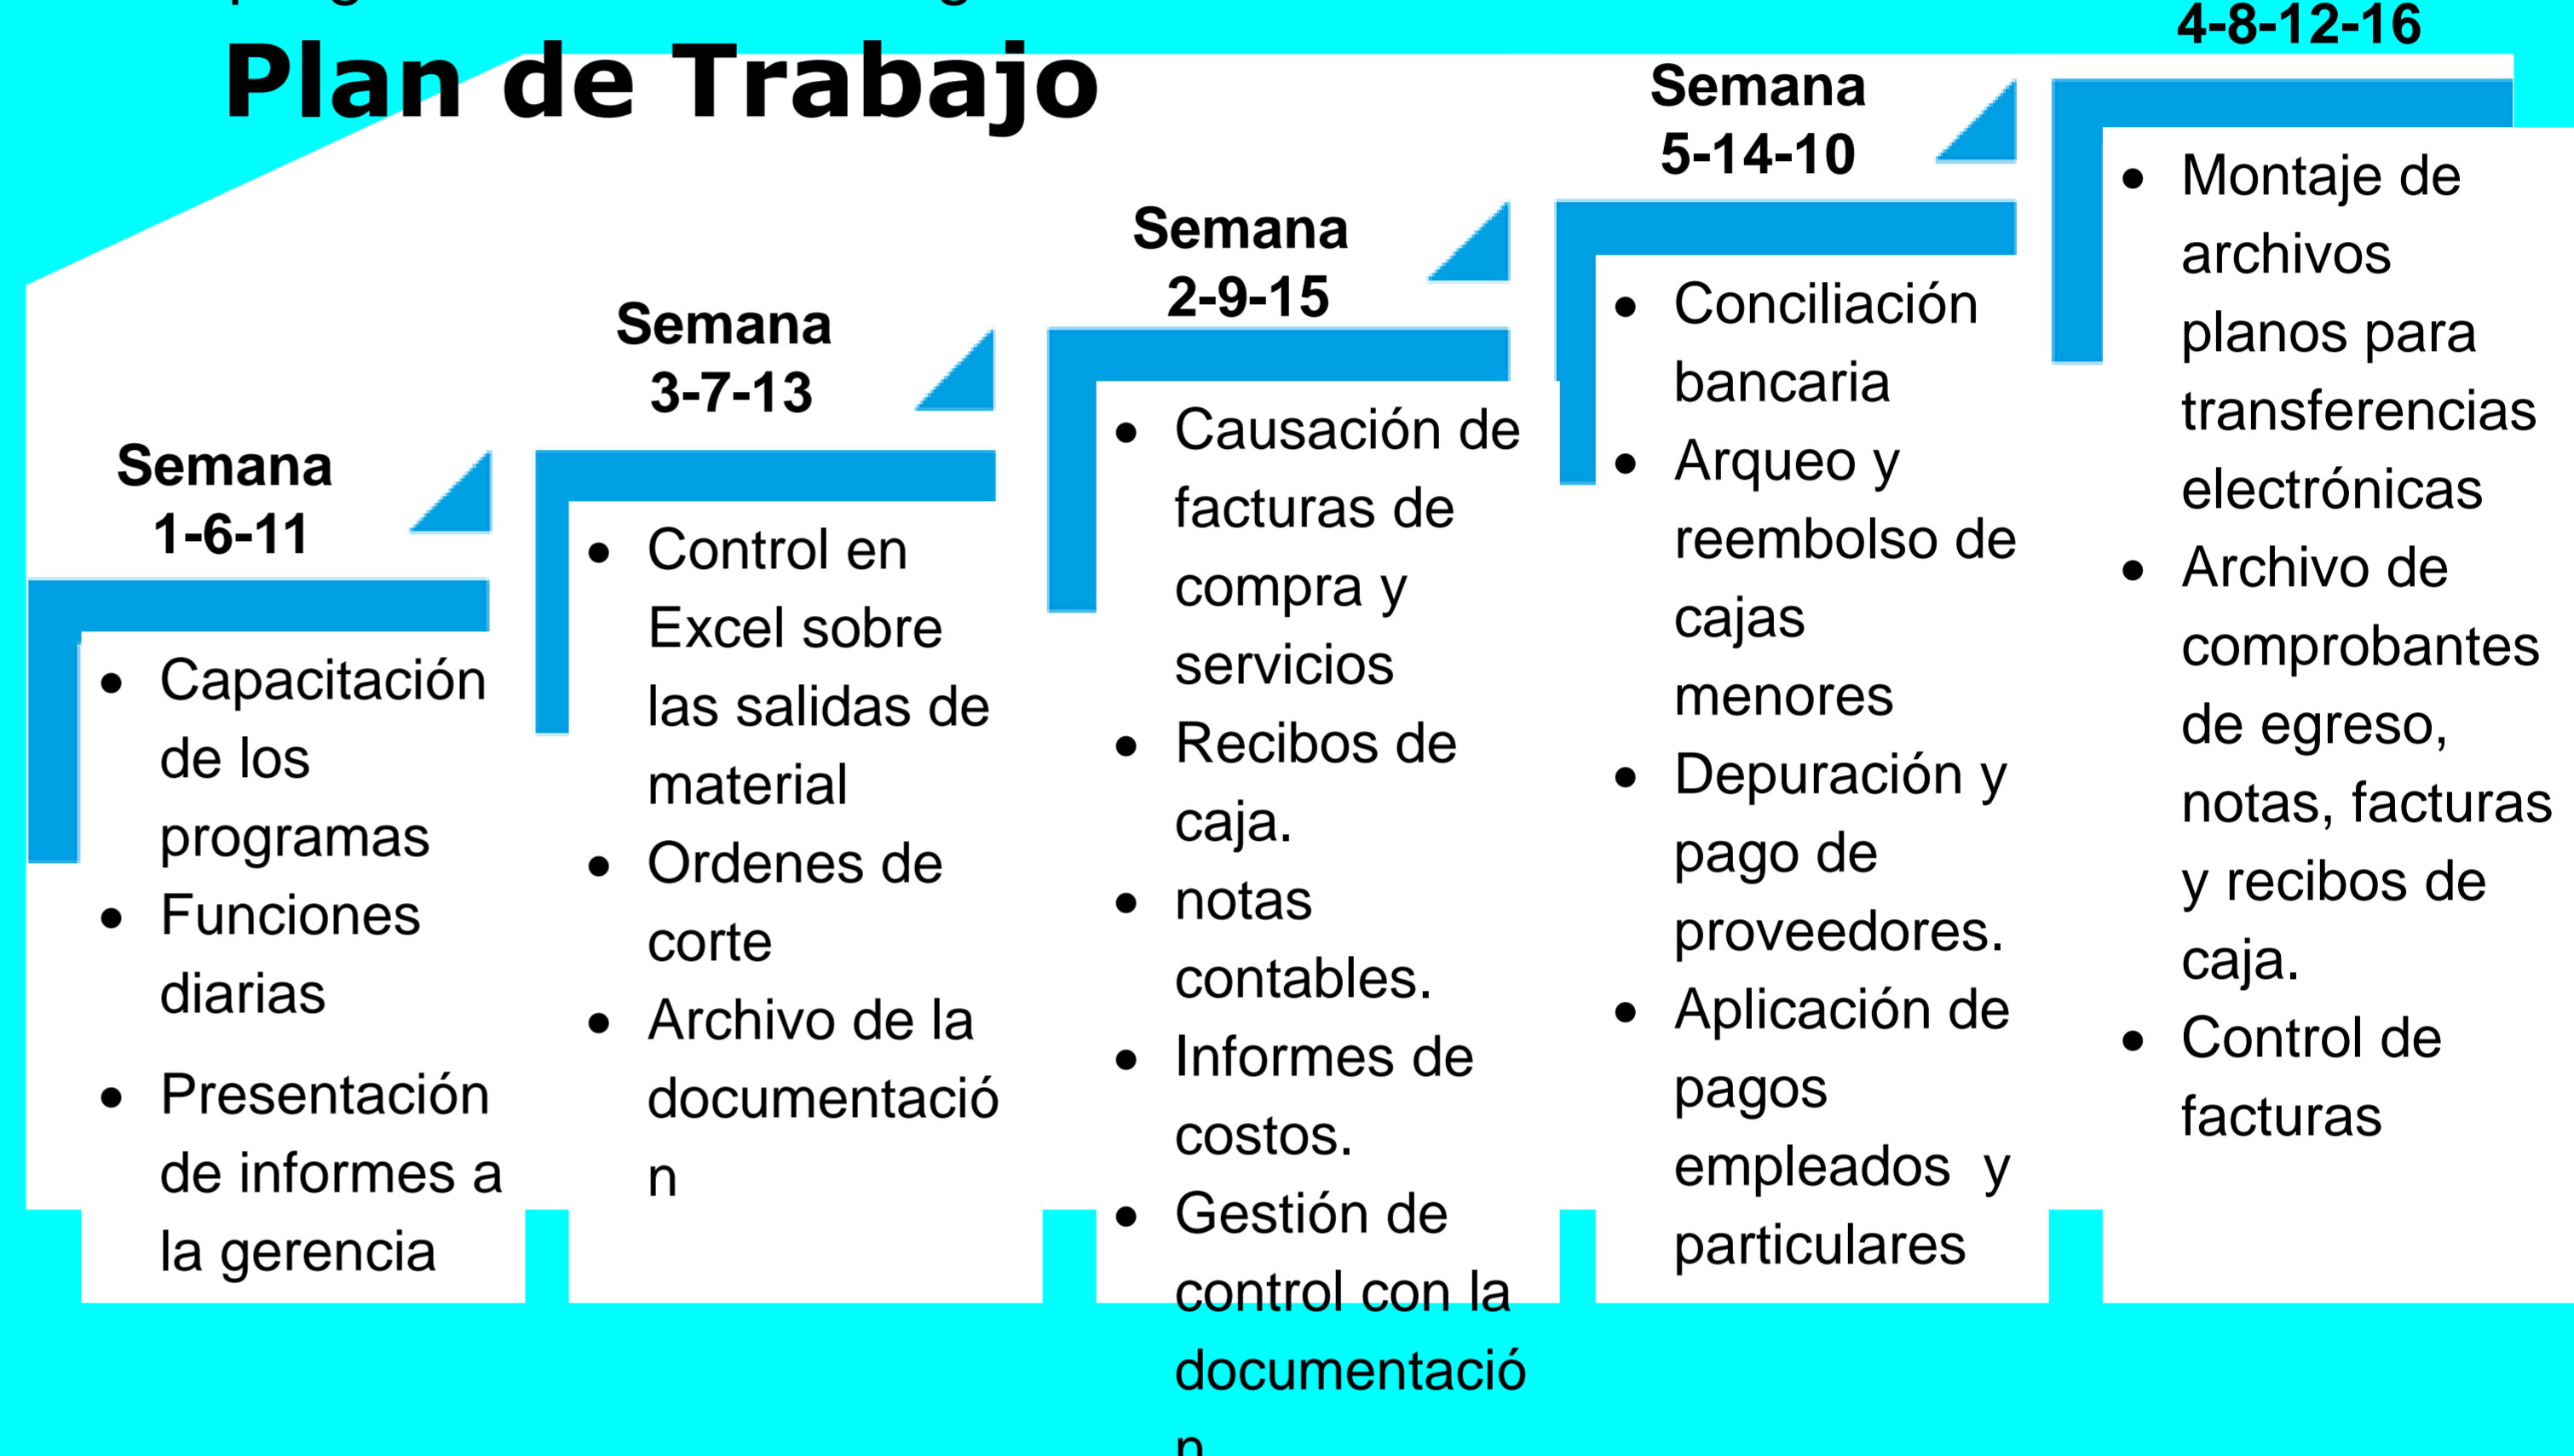 Plan de Trabajo
Semana
1-6-11
• Capacitación
de los
programas
• Funciones
diarias
• Presentación
de informes a
la gerencia
Semana
3-7-13
• Control en
Excel sobre
las salidas de
material
• Ordenes de
corte
• Archivo de la
documentació
n
Semana
2-9-15
• Causación de
facturas de
compra y
servicios
• Recibos de
caja.
• notas
contables.
• Informes de
costos.
• Gestión de
control con la
documentació
n
Semana
5-14-10
• Conciliación
bancaria
• Arqueo y
reembolso de
cajas
menores
• Depuración y
pago de
proveedores.
• Aplicación de
pagos
empleados y
particulares
4-8-12-16
• Montaje de
archivos
planos para
transferencias
electrónicas
• Archivo de
comprobantes
de egreso,
notas, facturas
y recibos de
caja.
• Control de
facturas